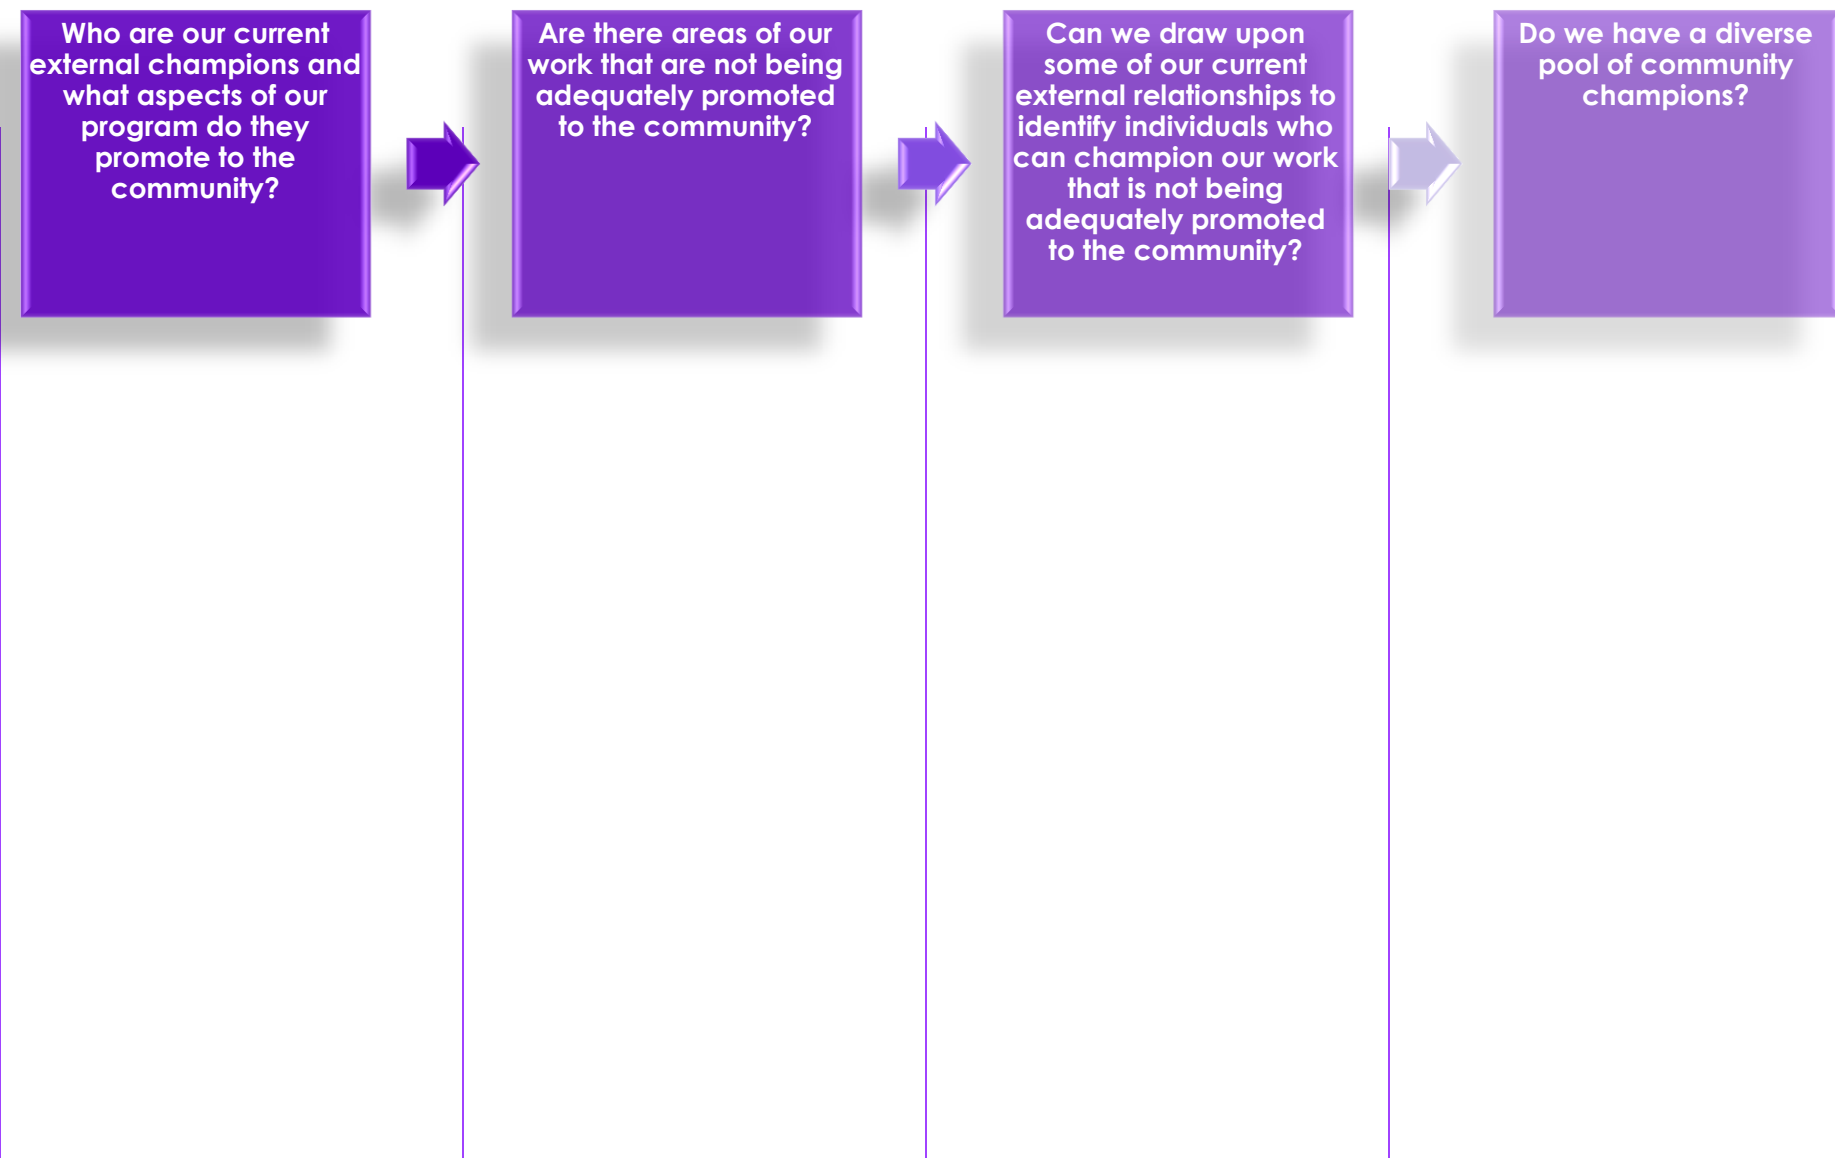 Who are our current
external champions and
what aspects of our
program do they
promote to the
community?
Are there areas of our
work that are not being
adequately promoted
to the community?
Can we draw upon
some of our current
external relationships to
identify individuals who
can champion our work
that is not being
adequately promoted
to the community?
Do we have a diverse
pool of community
champions?